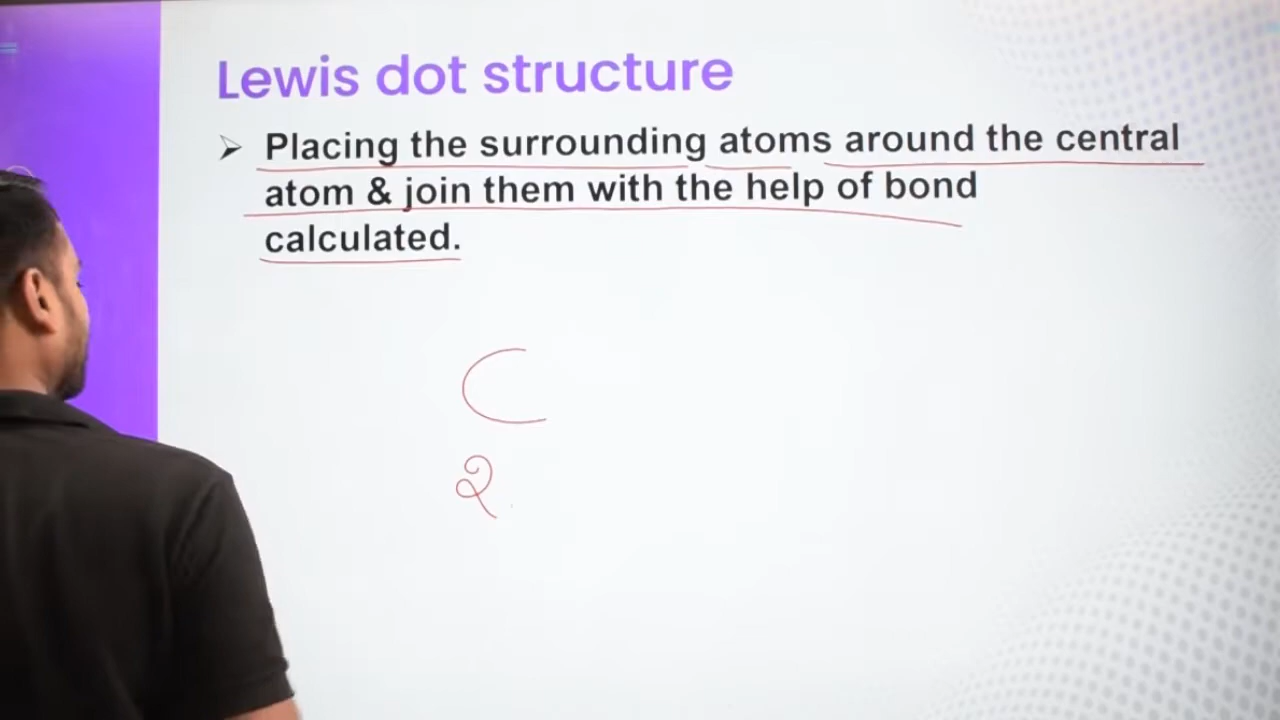 Lewis dot structure
➢ Placing the surrounding atoms around the central
atom & join them with the help of bond
calculated.
C
२